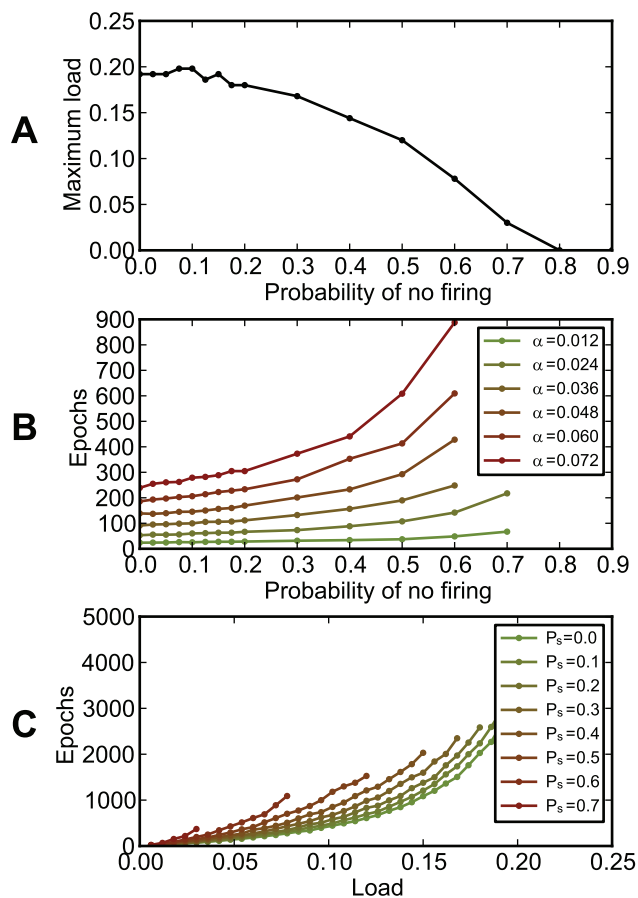 A
Maximum load
0.25
0.20
0.15
0.10
0.05
0.00
0.0 0.1 0.2 0.3 0.4 0.5 0.6 0.7 0.8 0.9
Probability of no firing
B
Epochs
900
800
700
600
500
400
300
200
100
0
α=0.012
α=0.024
α=0.036
α=0.048
α=0.060
α=0.072
0.0 0.1 0.2 0.3 0.4 0.5 0.6 0.7 0.8 0.9
Probability of no firing
C
Epochs
5000
4000
3000
2000
1000
0
Ps=0.0
Ps=0.1
Ps=0.2
Ps=0.3
Ps=0.4
Ps=0.5
Ps=0.6
Ps=0.7
0.00 0.05 0.10 0.15 0.20 0.25
Load